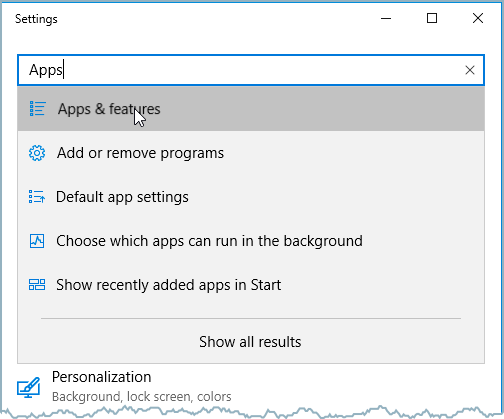 Settings
Apps
Apps & features
Add or remove programs
Default app settings
Choose which apps can run in the background
Show recently added apps in Start
Show all results
Personalization
Background, lock screen, colors